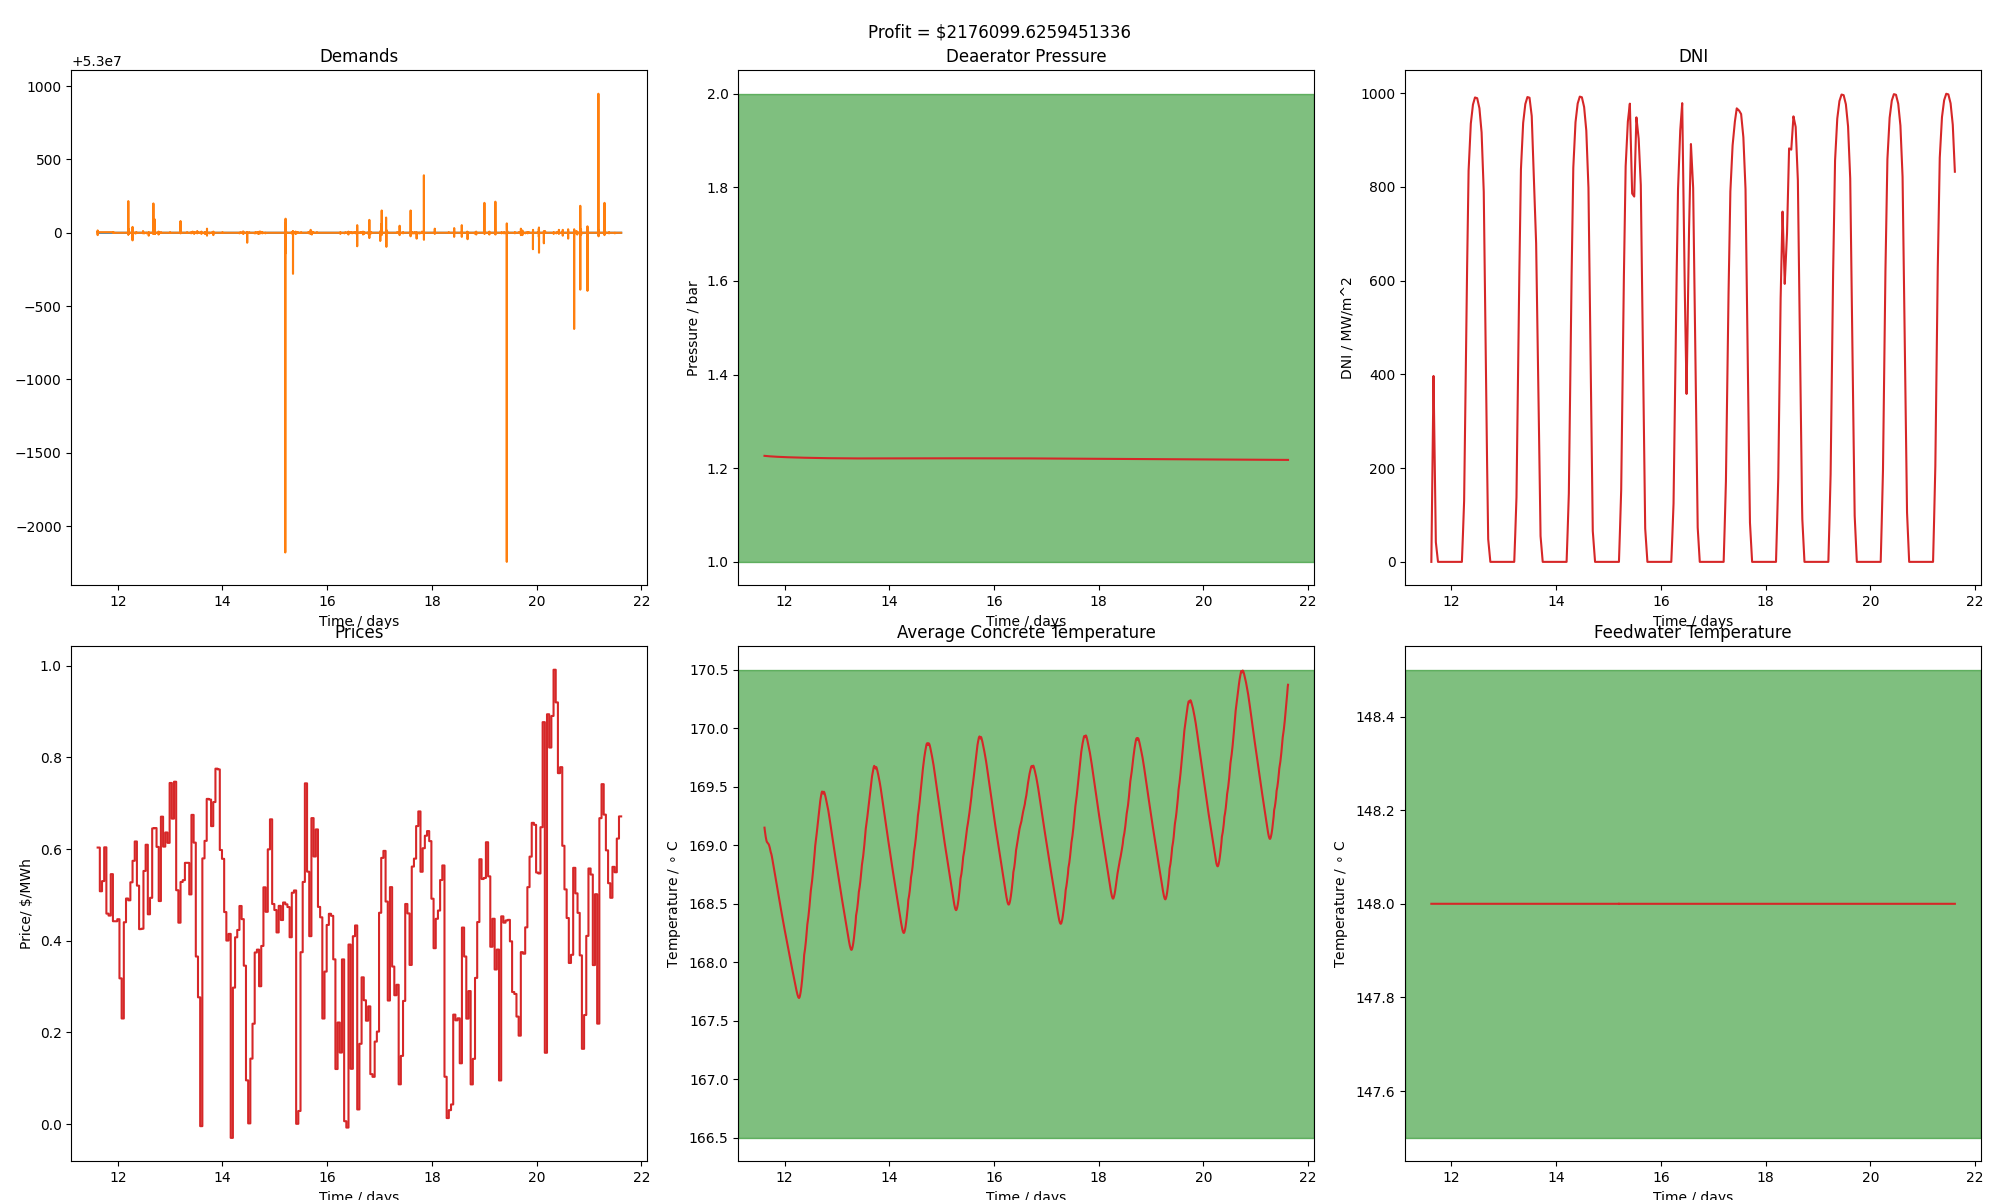 Profit = $2176099.6259451336
Demands
+5.3e7
1000
500
0
−500
−1000
−1500
−2000
12 14 16 18 20 22
Time / days
Deaerator Pressure
Pressure / bar
2.0
1.8
1.6
1.4
1.2
1.0
12 14 16 18 20 22
Time / days
DNI
DNI / MW/m^2
1000
800
600
400
200
0
12 14 16 18 20 22
Time / days
Prices
Price/ $/MWh
1.0
0.8
0.6
0.4
0.2
0.0
12 14 16 18 20 22
Time / days
Average Concrete Temperature
Temperature / ∘ C
170.5
170.0
169.5
169.0
168.5
168.0
167.5
167.0
166.5
12 14 16 18 20 22
Time / days
Feedwater Temperature
Temperature / ∘ C
148.4
148.2
148.0
147.8
147.6
12 14 16 18 20 22
Time / days